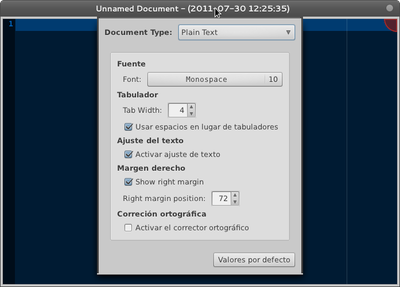 Unnamed Document – (2011-07-30 12:25:35)
1
Document Type: Plain Text
Fuente
Font: Monospace 10
Tabulador
Tab Width: 4
Usar espacios en lugar de tabuladores
Ajuste del texto
Activar ajuste de texto
Margen derecho
Show right margin
Right margin position: 72
Correción ortográfica
Activar el corrector ortográfico
Valores por defecto